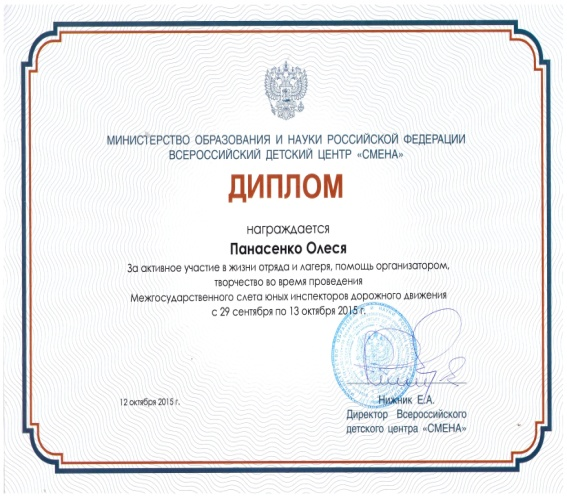 МИНИСТЕРСТВО ОБРАЗОВАНИЯ И НАУКИ РОССИЙСКОЙ ФЕДЕРАЦИИ
ВСЕРОССИЙСКИЙ ДЕТСКИЙ ЦЕНТР «СМЕНА»
ДИПЛОМ
награждается
Панасенко Олеся
За активное участие в жизни отряда и лагеря, помощь организатором,
творчество во время проведения
Межгосударственного слета юных инспекторов дорожного движения
с 29 сентября по 13 октября 2015 г.
12 октября 2015 г.
Нижник Е.А.
Директор Всероссийского
детского центра «СМЕНА»